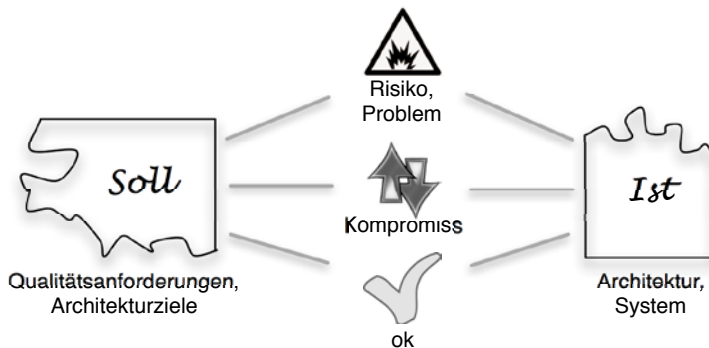 Risiko,
Problem
Soll
Kompromiss
Ist
Qualitätsanforderungen,
Architekturziele
Architektur,
System
ok